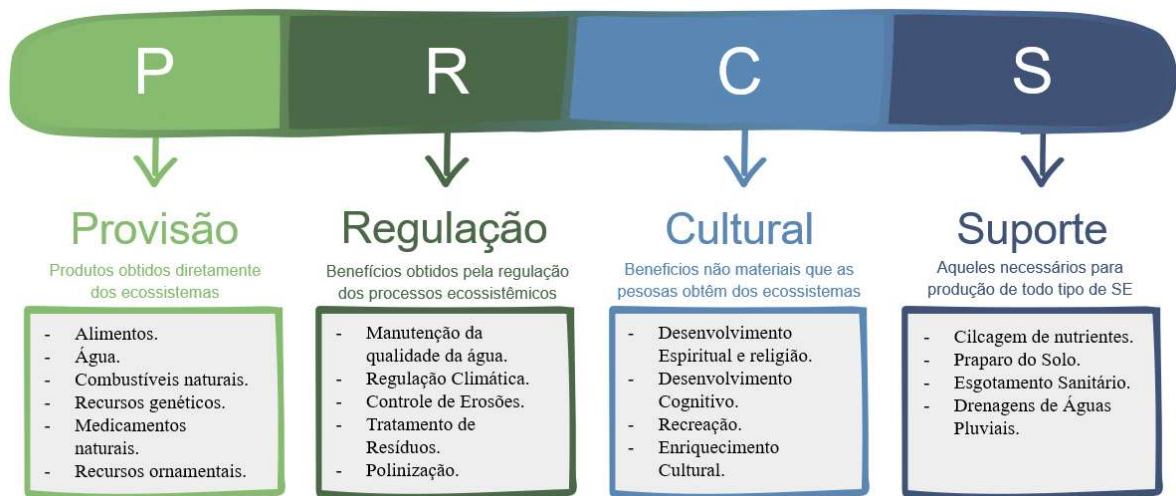 P
R
C
S
Provisão
Produtos obtidos diretamente
dos ecossistemas
- Alimentos.
- Água.
- Combustíveis naturais.
- Recursos genéticos.
- Medicamentos
naturais.
- Recursos ornamentais.
Regulação
Benefícios obtidos pela regulação
dos processos ecossistêmicos
- Manutenção da
qualidade da água.
- Regulação Climática.
- Controle de Erosões.
- Tratamento de
Resíduos.
- Polinização.
Cultural
Beneficios não materiais que as
pesosas obtêm dos ecossistemas
- Desenvolvimento
Espiritual e religião.
- Desenvolvimento
Cognitivo.
- Recreação.
- Enriquecimento
Cultural.
Suporte
Aqueles necessários para
produção de todo tipo de SE
- Cilcagem de nutrientes.
- Praparo do Solo.
- Esgotamento Sanitário.
- Drenagens de Águas
Pluviais.